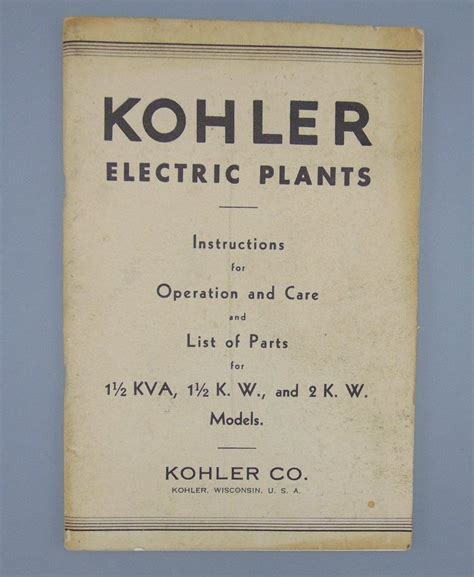 KOHLER
ELECTRIC PLANTS
Instructions
for
Operation and Care
and
List of Parts
for
1½ KVA, 1½ K. W., and 2 K. W.
Models.
KOHLER CO.
KOHLER, WISCONSIN, U. S. A.